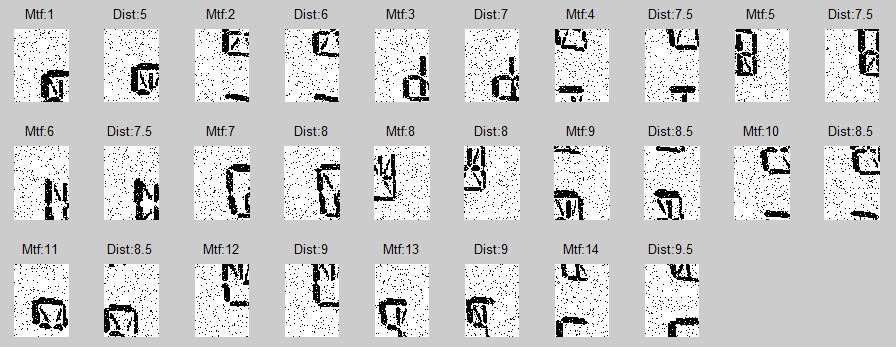 Mtf:1 Dist:5 Mtf:2 Dist:6 Mtf:3 Dist:7 Mtf:4 Dist:7.5 Mtf:5 Dist:7.5
Mtf:6 Dist:7.5 Mtf:7 Dist:8 Mtf:8 Dist:8 Mtf:9 Dist:8.5 Mtf:10 Dist:8.5
Mtf:11 Dist:8.5 Mtf:12 Dist:9 Mtf:13 Dist:9 Mtf:14 Dist:9.5